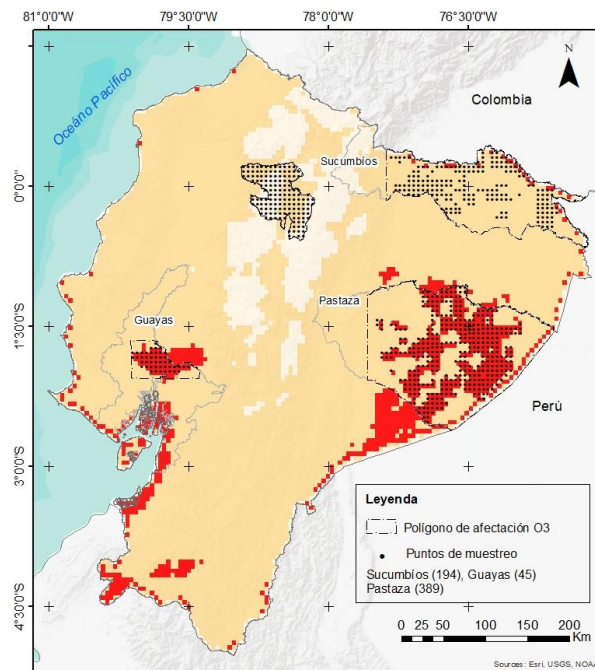 81°0'0"W
79°30'0"W
78°0'0"W
76°30'0"W
N
Océano Pacífico
Colombia
0°0'0"
Sucumbíos
Pastaza
1°30'0"S
Guayas
Perú
3°0'0"S
4°30'0"S
Leyenda
Polígono de afectación O3
Puntos de muestreo
Sucumbíos (194), Guayas (45)
Pastaza (389)
0 25 50 100 150 200
Km
Sources: Esri, USGS, NOAA